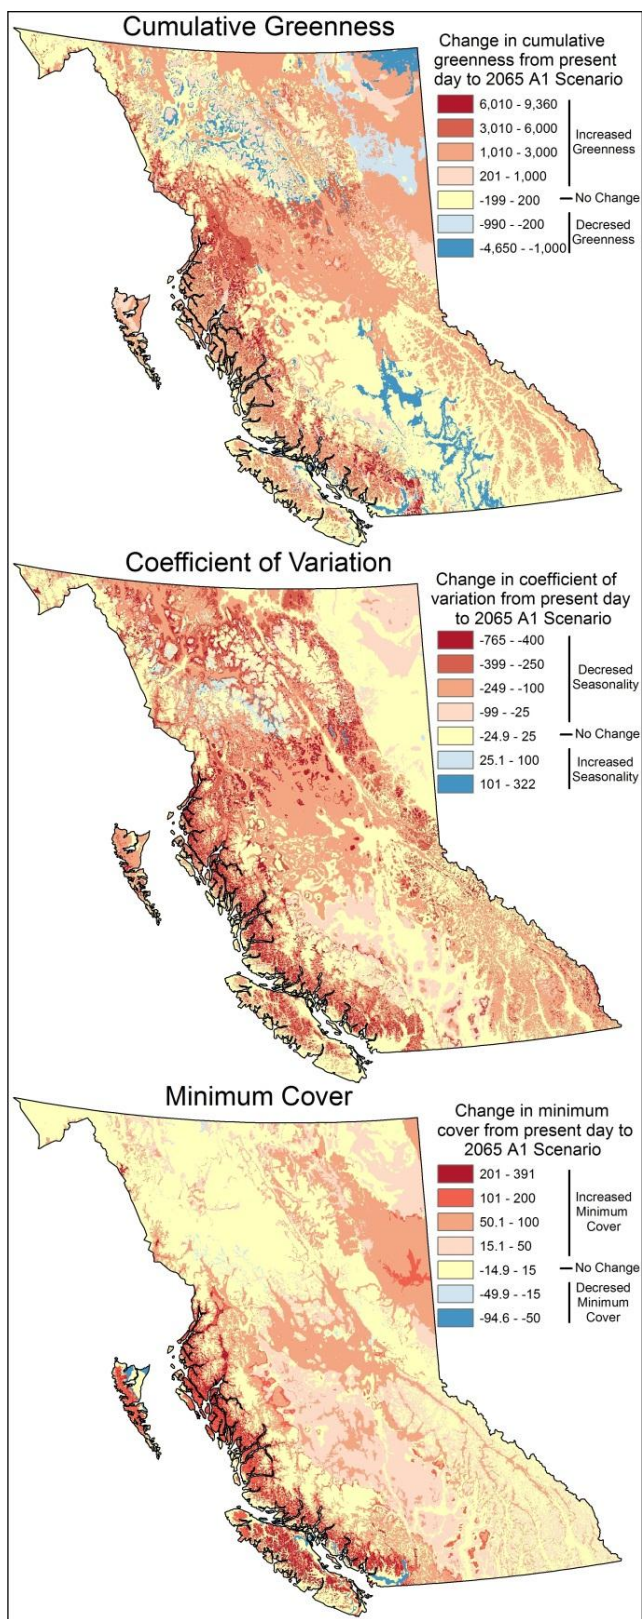 Cumulative Greenness
Change in cumulative
greenness from present
day to 2065 A1 Scenario
6,010 - 9,360
3,010 - 6,000
1,010 - 3,000
201 - 1,000
-199 - 200
-990 - -200
-4,650 - -1,000
Increased
Greenness
No Change
Decresed
Greenness
Coefficient of Variation
Change in coefficient of
variation from present day
to 2065 A1 Scenario
-765 - -400
-399 - -250
-249 - -100
-99 - -25
-24.9 - 25
25.1 - 100
101 - 322
Decresed
Seasonality
No Change
Increased
Seasonality
Minimum Cover
Change in minimum
cover from present day to
2065 A1 Scenario
201 - 391
101 - 200
50.1 - 100
15.1 - 50
-14.9 - 15
-49.9 - -15
-94.6 - -50
Increased
Minimum
Cover
No Change
Decresed
Minimum
Cover